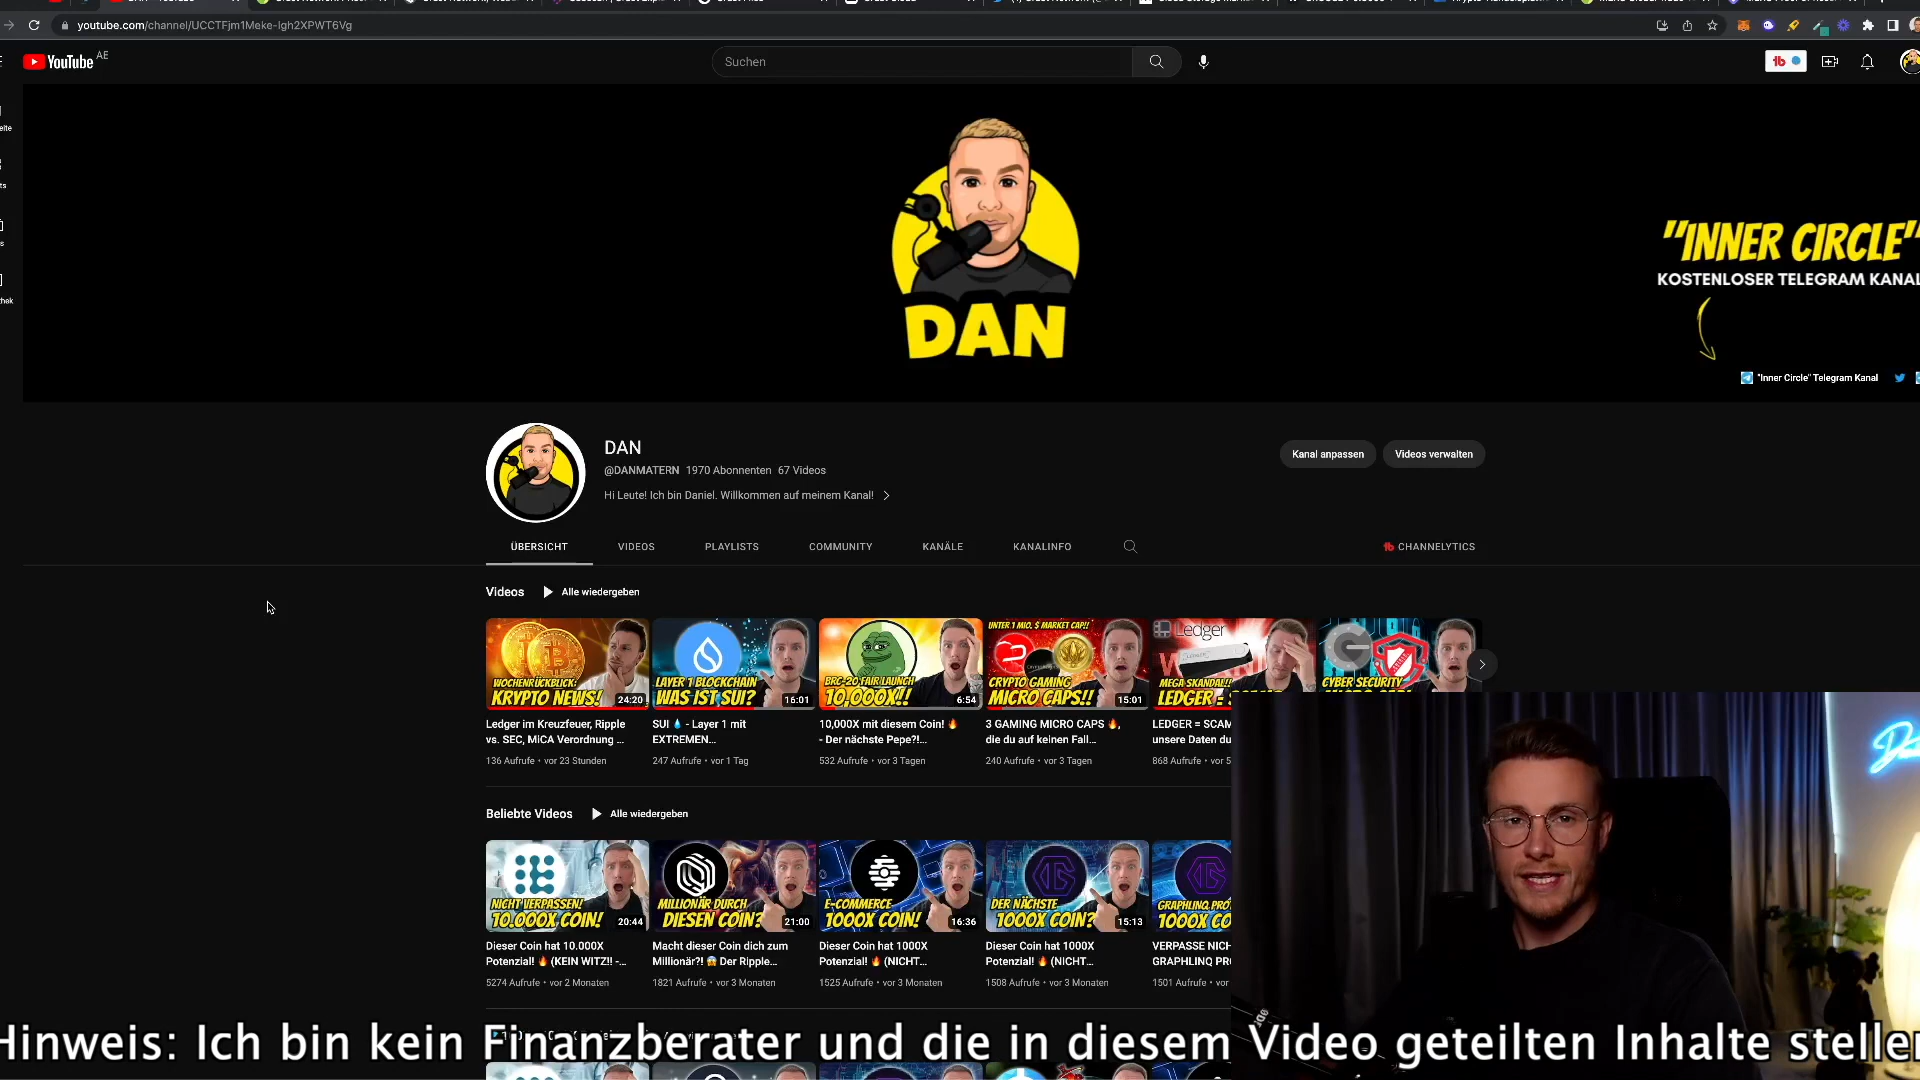 youtube.com/channel/UCCTFjm1Meke-Igh2XPWT6Vg
YouTube AE
Suchen
DAN
"INNER CIRCLE"
KOSTENLOSER TELEGRAM KANAL
"Inner Circle" Telegram Kanal
DAN
@DANMATERN 1970 Abonnenten 67 Videos
Hi Leute! Ich bin Daniel. Willkommen auf meinem Kanal!
Kanal anpassen
Videos verwalten
ÜBERSICHT
VIDEOS
PLAYLISTS
COMMUNITY
KANÄLE
KANALINFO
CHANNELYTICS
Videos
Alle wiedergeben
WOCHENRÜCKBLICK:
KRYPTO NEWS!
24:20
LAYER 1 BLOCKCHAIN
WAS IST SUI?
16:01
BRC-20 FAIR LAUNCH
10,000X!!
6:54
UNTER 1 MIO. $ MARKET CAP!!
CRYPTO GAMING
MICRO CAPS!!
15:01
Ledger
MEGA SKANDAL!!
CYBER SECURITY
Ledger im Kreuzfeuer, Ripple
vs. SEC, MiCA Verordnung ...
136 Aufrufe • vor 23 Stunden
SUI 💧 - Layer 1 mit
EXTREMEN...
247 Aufrufe • vor 1 Tag
10,000X mit diesem Coin! 🔥
- Der nächste Pepe?!...
532 Aufrufe • vor 3 Tagen
3 GAMING MICRO CAPS 🔥,
die du auf keinen Fall...
240 Aufrufe • vor 3 Tagen
LEDGER = SCAM
unsere Daten du
868 Aufrufe • vor 5
Beliebte Videos
Alle wiedergeben
NICHT VERPASSEN!
10.000X COIN!
20:44
MILLIONÄR DURCH
DIESEN COIN?
21:00
E-COMMERCE
1000X COIN!
16:36
DER NÄCHSTE
1000X COIN?
15:13
Dieser Coin hat 10.000X
Potenzial! 🔥 (KEIN WITZ!! -...
5274 Aufrufe • vor 2 Monaten
Macht dieser Coin dich zum
Millionär?! 😱 Der Ripple...
1821 Aufrufe • vor 3 Monaten
Dieser Coin hat 1000X
Potenzial! 🔥 (NICHT...
1525 Aufrufe • vor 3 Monaten
Dieser Coin hat 1000X
Potenzial! 🔥 (NICHT...
1508 Aufrufe • vor 3 Monaten
VERPASSE NICH
GRAPHLINQ PRO
1501 Aufrufe • vor
Hinweis: Ich bin kein Finanzberater und die in diesem Video geteilten Inhalte stellen